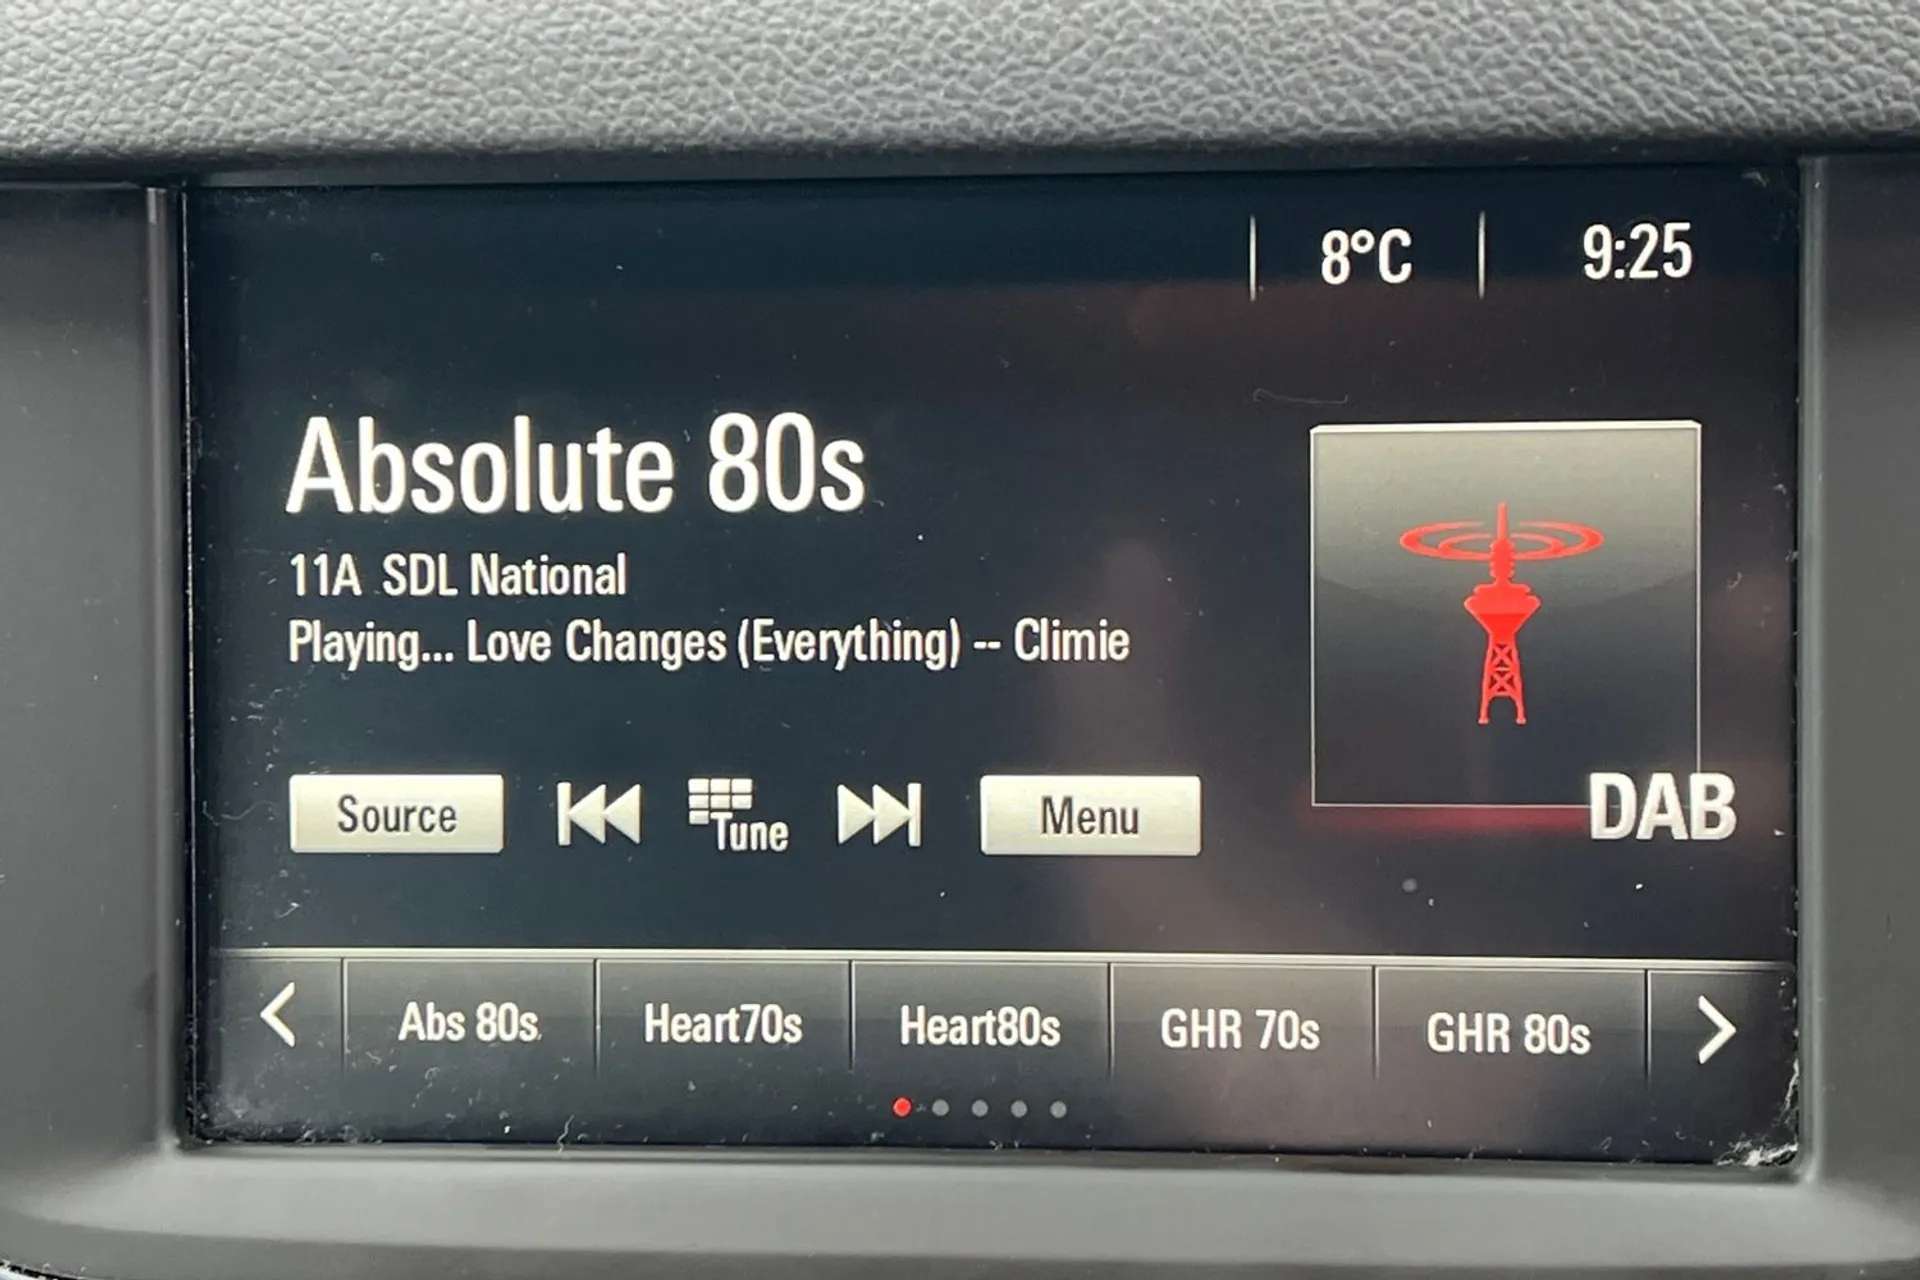 8°C 9:25
Absolute 80s
11A SDL National
Playing... Love Changes (Everything) -- Climie
Source Tune Menu
DAB
Abs 80s Heart70s Heart80s GHR 70s GHR 80s